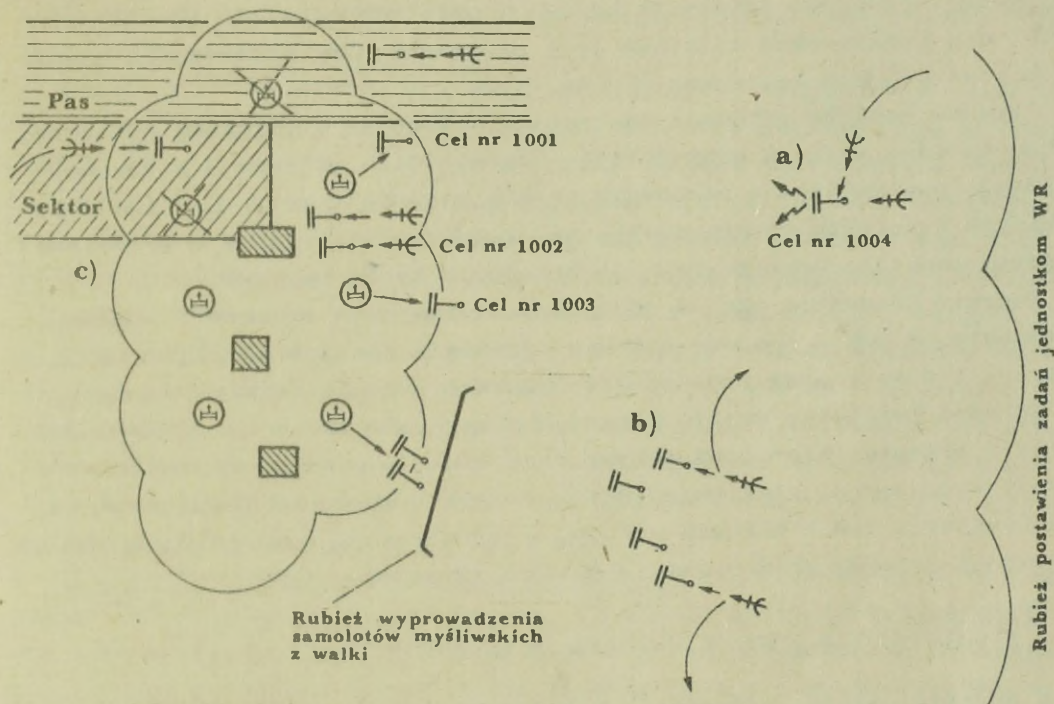 Pas
Cel nr 1001
a)
Sektor
Cel nr 1004
Cel nr 1002
c)
Cel nr 1003
b)
Rubież wyprowadzenia
samolotów myśliwskich
z walki
Rubież postawienia zadań jednostkom WR